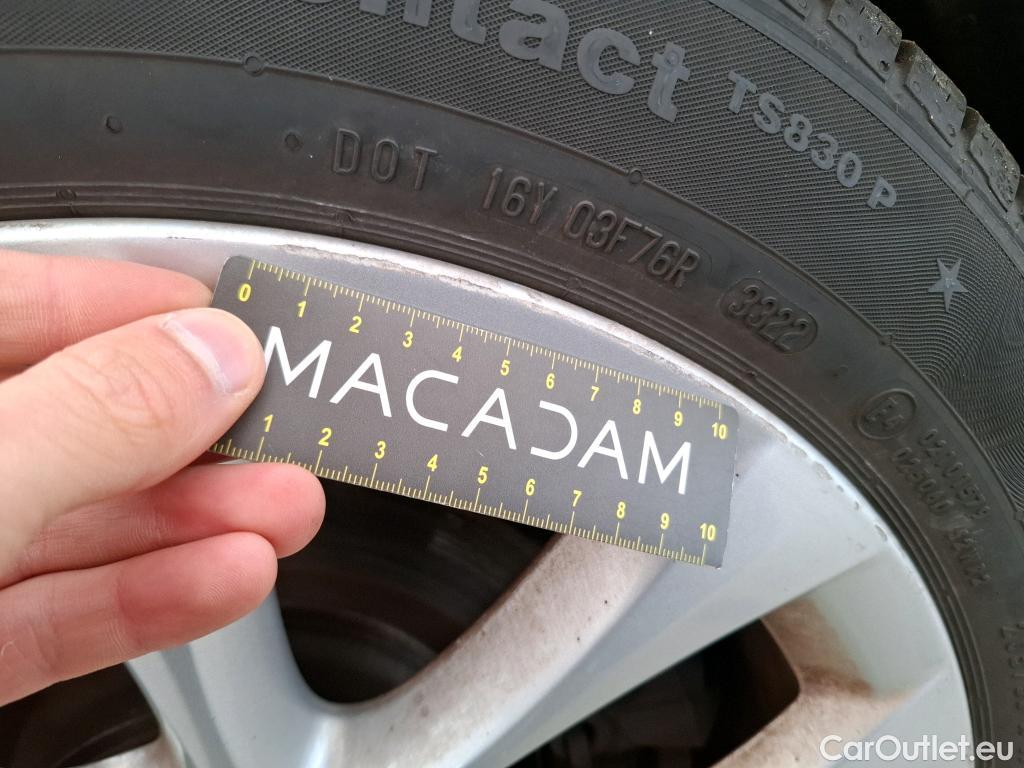 ntact TS830 P
DOT 16Y 03F76R 3322
0 1 2 3 4 5 6 7 8 9 10
MACADAM
1 2 3 4 5 6 7 8 9 10
E4
CarOutlet.eu